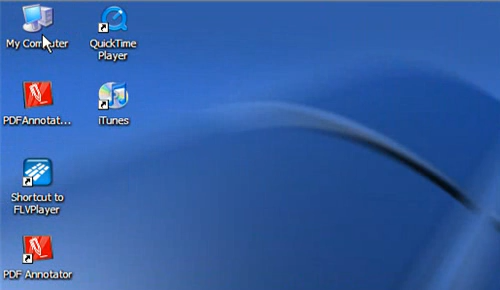 My Computer
QuickTime
Player
PDFAnnotat...
iTunes
Shortcut to
FLVPlayer
PDF Annotator